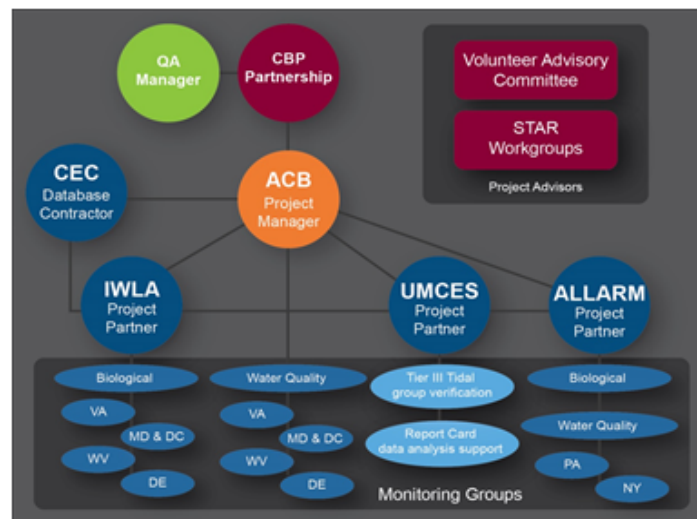 QA
Manager
CBP
Partnership
Volunteer Advisory
Committee
STAR
Workgroups
Project Advisors
CEC
Database
Contractor
ACB
Project
Manager
IWLA
Project
Partner
UMCES
Project
Partner
ALLARM
Project
Partner
Biological
VA
MD & DC
WV
DE
Water Quality
VA
MD & DC
WV
DE
Tier III Tidal
group verification
Report Card
data analysis support
Biological
Water Quality
PA
NY
Monitoring Groups